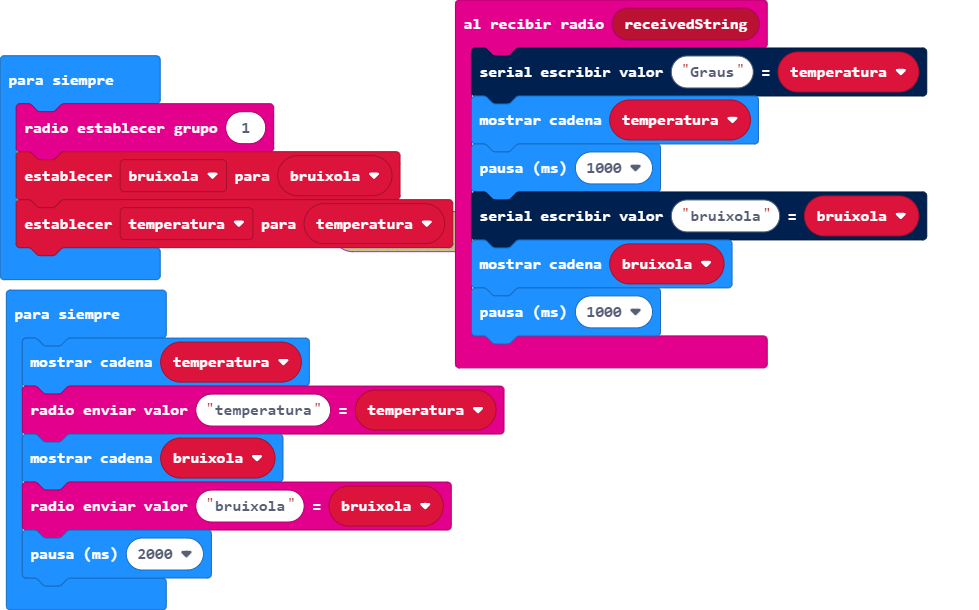 para siempre
radio establecer grupo 1
establecer bruixola para bruixola
establecer temperatura para temperatura
para siempre
mostrar cadena temperatura
radio enviar valor "temperatura" = temperatura
mostrar cadena bruixola
radio enviar valor "bruixola" = bruixola
pausa (ms) 2000
al recibir radio receivedString
serial escribir valor "Graus" = temperatura
mostrar cadena temperatura
pausa (ms) 1000
serial escribir valor "bruixola" = bruixola
mostrar cadena bruixola
pausa (ms) 1000